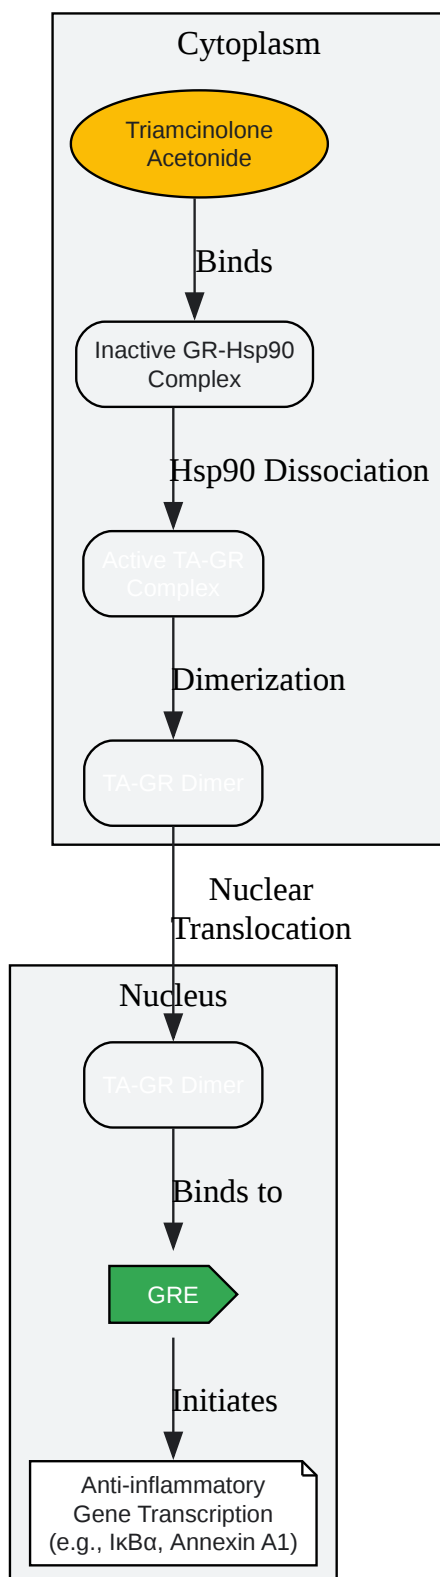 Cytoplasm
Triamcinolone
Acetonide
Binds
Inactive GR-Hsp90
Complex
Hsp90 Dissociation
Active TA-GR
Complex
Dimerization
TA-GR Dimer
Nuclear
Translocation
Nucleus
TA-GR Dimer
Binds to
GRE
Initiates
Anti-inflammatory
Gene Transcription
(e.g., IκBα, Annexin A1)